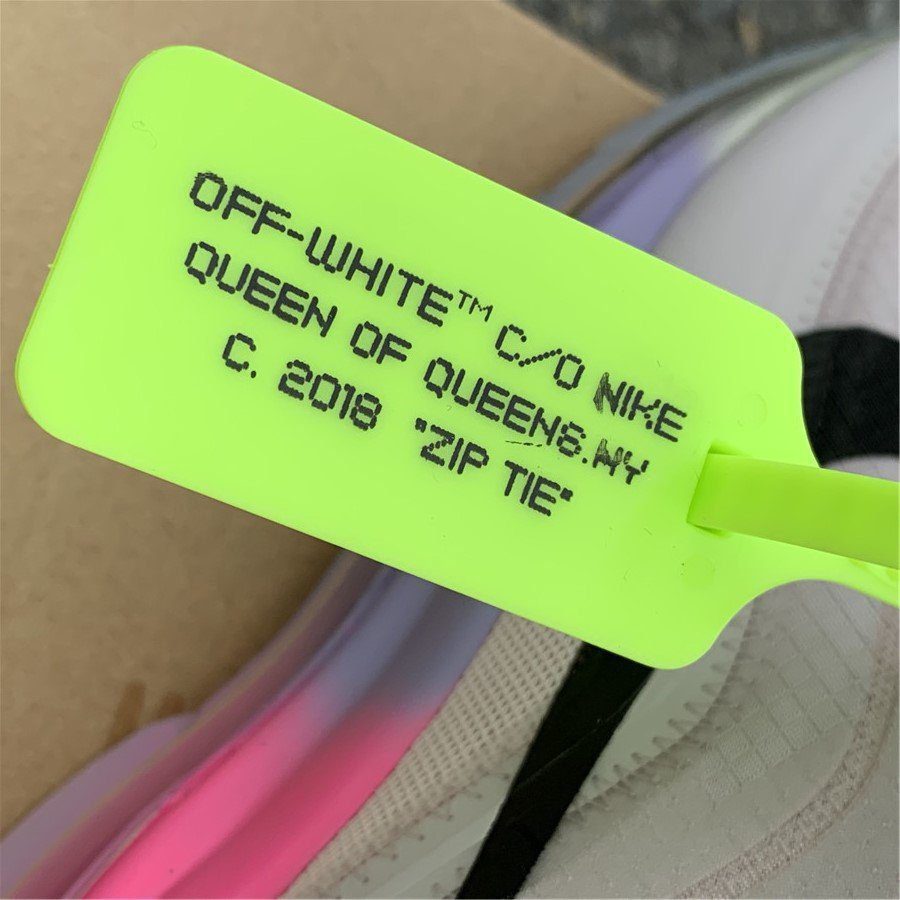 OFF-WHITE™ C/O NIKE
QUEEN OF QUEENS.NY
C. 2018 "ZIP TIE"